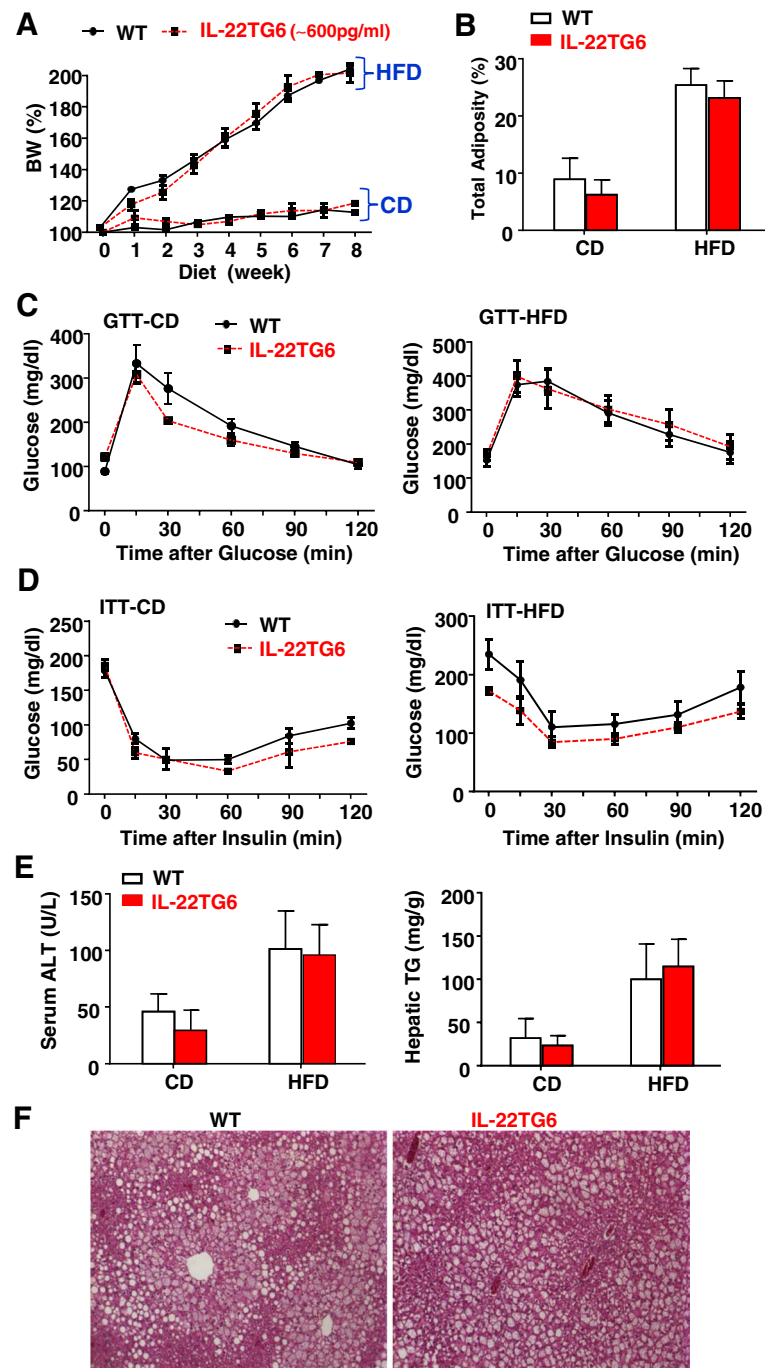 A
WT
IL-22TG6 (~600pg/ml)
BW (%)
200
180
160
140
120
100
HFD
CD
0 1 2 3 4 5 6 7 8
Diet (week)
B
WT
IL-22TG6
Total Adiposity (%)
30
20
10
0
CD HFD
C
GTT-CD
WT
IL-22TG6
Glucose (mg/dl)
400
300
200
100
0
0 30 60 90 120
Time after Glucose (min)
GTT-HFD
Glucose (mg/dl)
500
400
300
200
100
0
0 30 60 90 120
Time after Glucose (min)
D
ITT-CD
WT
IL-22TG6
Glucose (mg/dl)
250
200
150
100
50
0
0 30 60 90 120
Time after Insulin (min)
ITT-HFD
Glucose (mg/dl)
300
200
100
0
0 30 60 90 120
Time after Insulin (min)
E
WT
IL-22TG6
Serum ALT (U/L)
150
100
50
0
CD HFD
Hepatic TG (mg/g)
200
150
100
50
0
CD HFD
F
WT
IL-22TG6